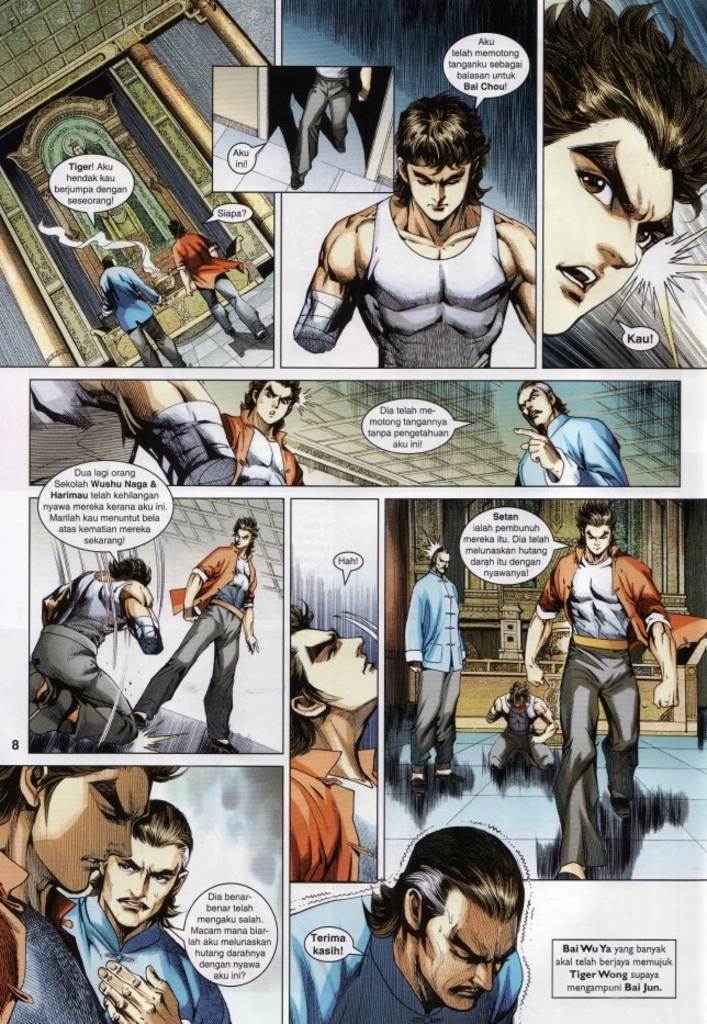 Tiger! Aku
hendak kau
berjumpa dengan
seseorang!
Siapa?
Aku
ini!
Aku
telah memotong
tanganku sebagai
balasan untuk
Bai Chou!
Kau!
Dia telah me-
motong tangannya
tanpa pengetahuan
aku ini!
Dua lagi orang
Sekolah Wushu Naga &
Harimau telah kehilangan
nyawa mereka kerana aku ini.
Marilah kau menuntut bela
atas kematian mereka
sekarang!
Hah!
Setan
ialah pembunuh
mereka itu. Dia telah
melunaskan hutang
darah itu dengan
nyawanya!
8
Dia benar-
benar telah
mengaku salah.
Macam mana biar-
lah aku melunaskan
hutang darahnya
dengan nyawa
aku ini?
Terima
kasih!
Bai Wu Ya yang banyak
akal telah berjaya memujuk
Tiger Wong supaya
mengampuni Bai Jun.